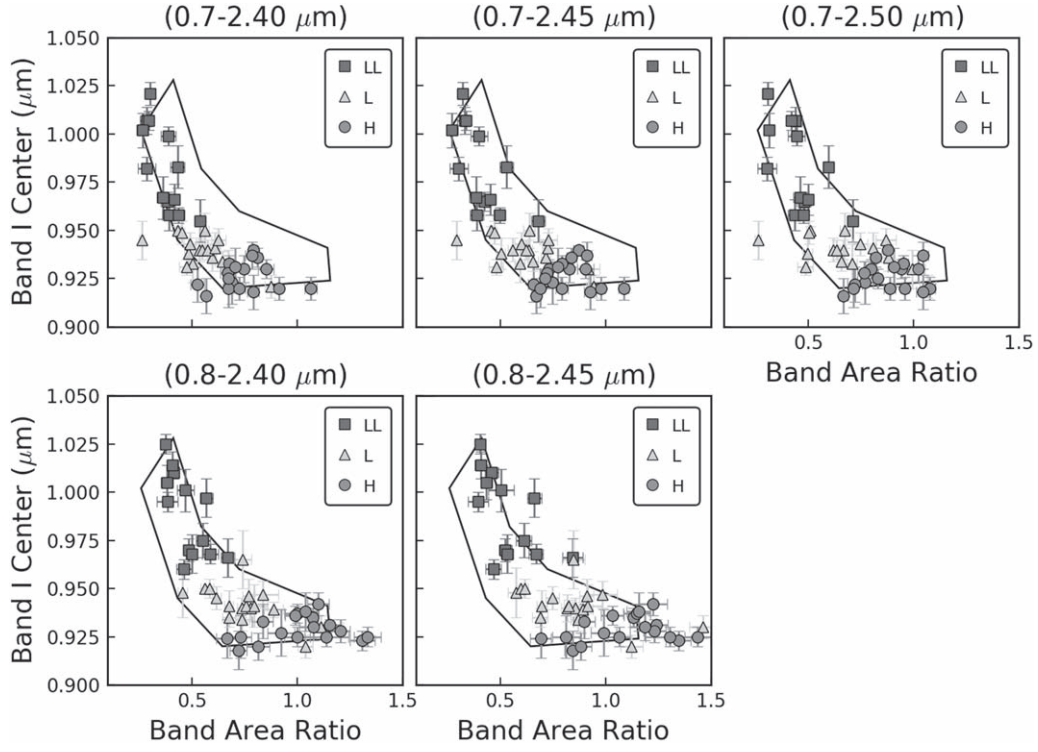 (0.7-2.40 μm)
(0.7-2.45 μm)
(0.7-2.50 μm)
Band I Center (μm)
1.050
1.025
1.000
0.975
0.950
0.925
0.900
LL
L
H
LL
L
H
LL
L
H
0.5
1.0
1.5
Band Area Ratio
(0.8-2.40 μm)
(0.8-2.45 μm)
Band I Center (μm)
1.050
1.025
1.000
0.975
0.950
0.925
0.900
LL
L
H
LL
L
H
0.5
1.0
0.5
1.0
1.5
Band Area Ratio
Band Area Ratio